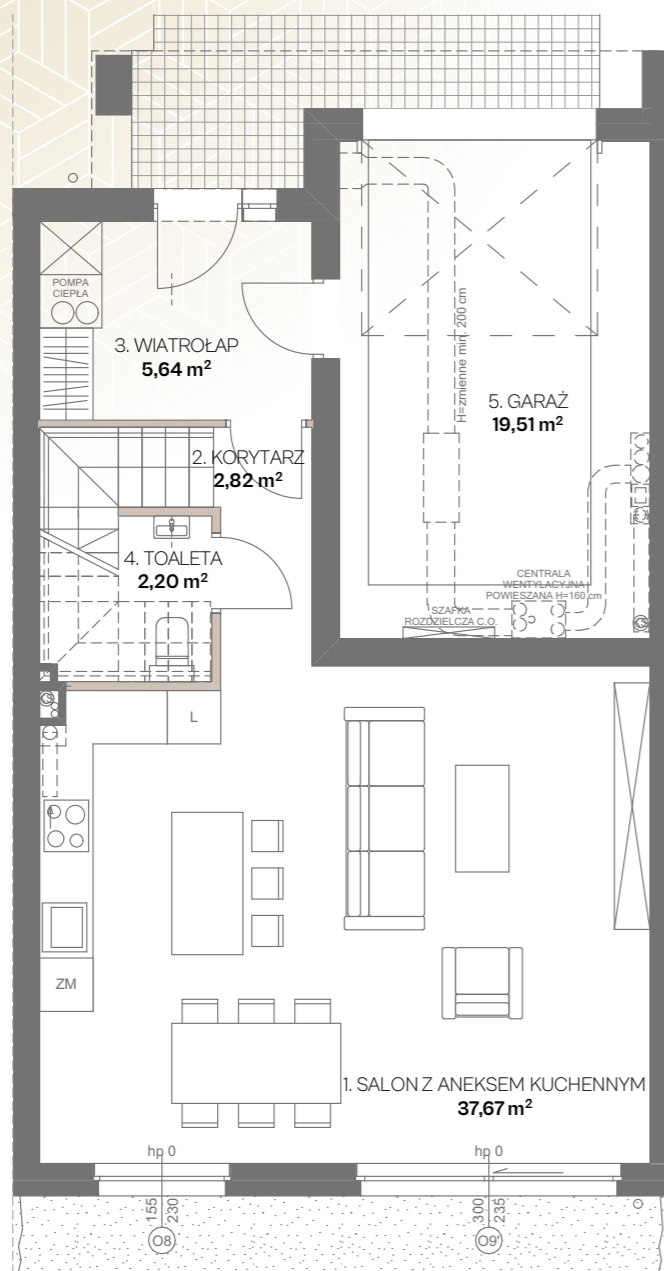 POMPA
CIEPŁA
3. WIATROŁAP
5,64 m²
H=zmienne min. 200 cm
5. GARAŻ
19,51 m²
2. KORYTARZ
2,82 m²
4. TOALETA
2,20 m²
CENTRALA
WENTYLACYJNA
POWIESZANA H=160 cm
SZAFKA
ROZDZIELCZA C.O.
L
ZM
1. SALON Z ANEKSEM KUCHENNYM
37,67 m²
hp 0
hp 0
155
230
300
235
O8
O9'